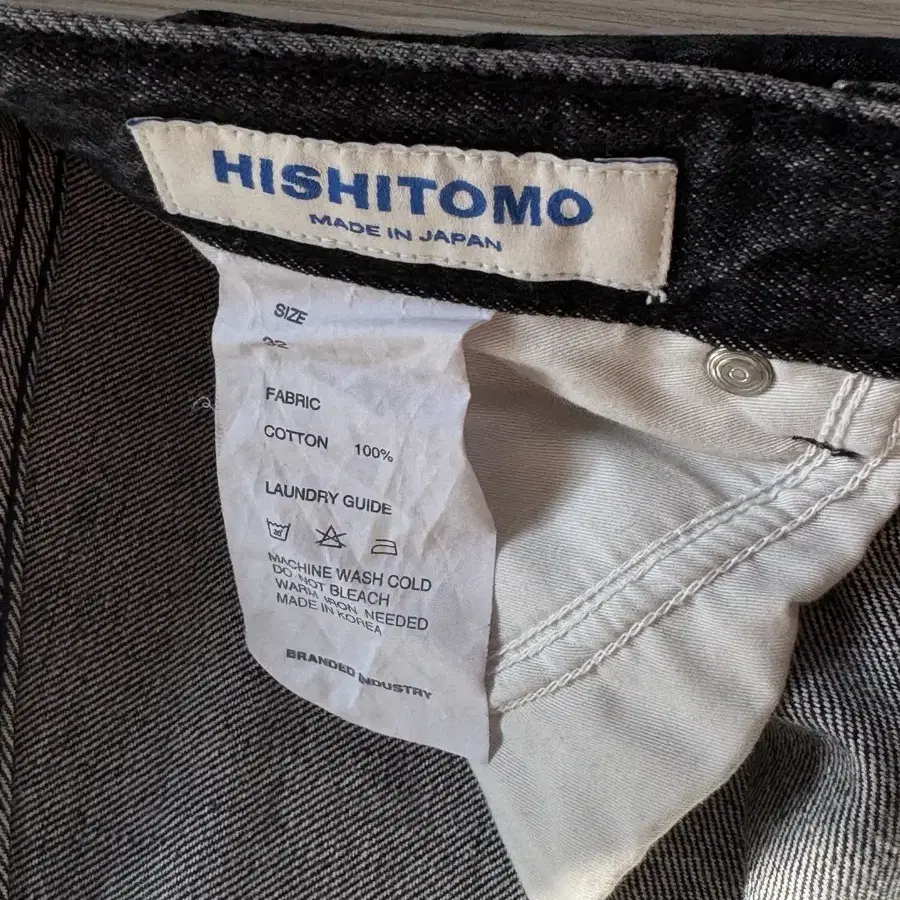 HISHITOMO
MADE IN JAPAN
SIZE
32
FABRIC
COTTON 100%
LAUNDRY GUIDE
MACHINE WASH COLD
DO NOT BLEACH
WARM IRON NEEDED
MADE IN KOREA
BRANDED INDUSTRY